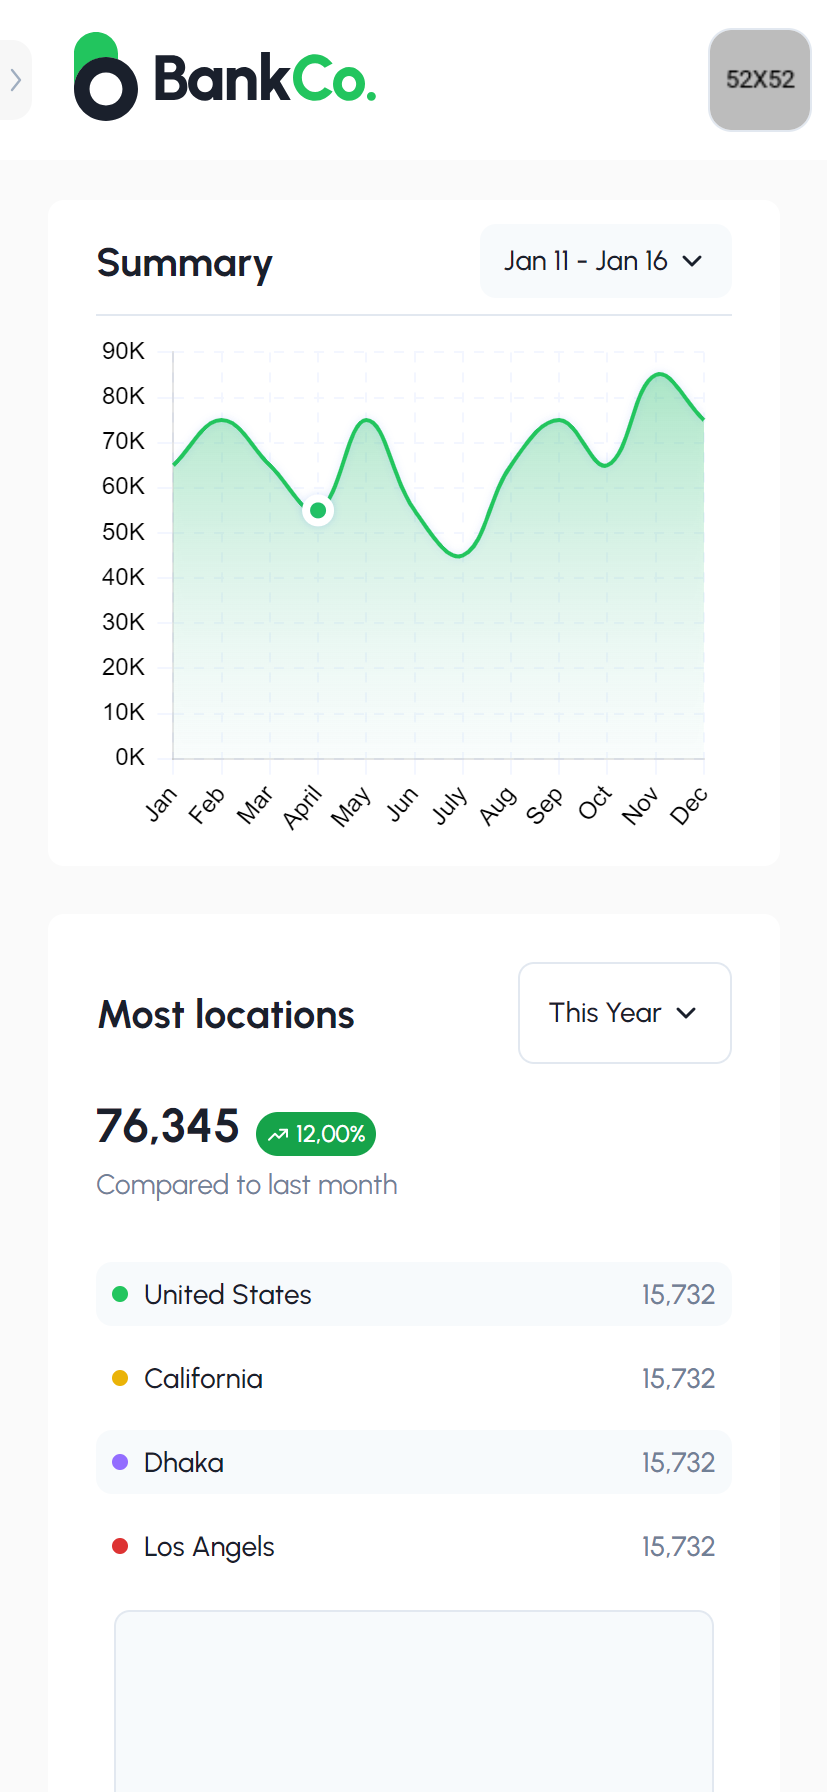 BankCo.
52X52
Summary
Jan 11 - Jan 16
90K
80K
70K
60K
50K
40K
30K
20K
10K
0K
Jan Feb Mar April May Jun July Aug Sep Oct Nov Dec
Most locations
This Year
76,345 12,00%
Compared to last month
United States 15,732
California 15,732
Dhaka 15,732
Los Angels 15,732